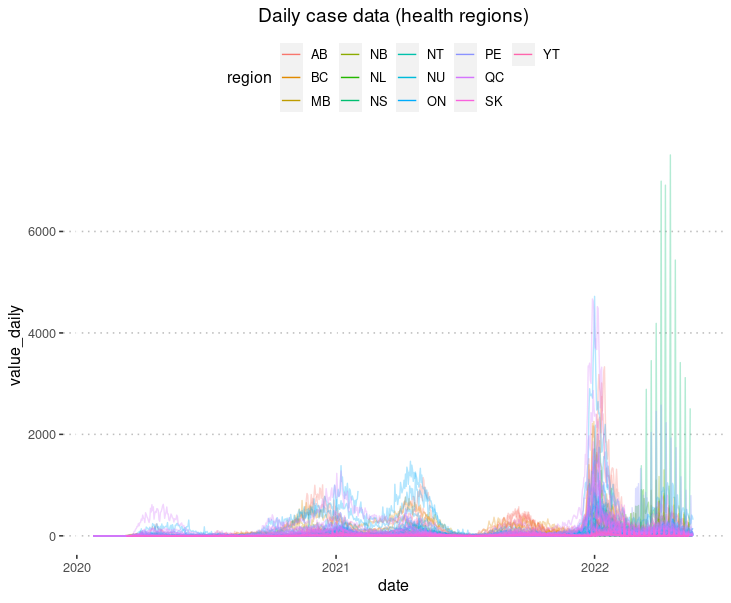 Daily case data (health regions)
region
AB NB NT PE YT
BC NL NU QC
MB NS ON SK
value_daily
6000
4000
2000
0
2020 2021 2022
date